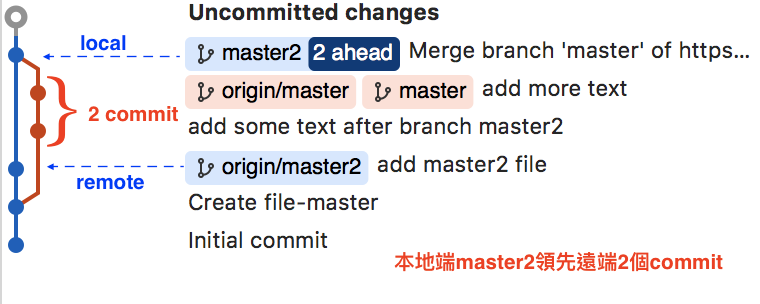 Uncommitted changes
local
master2 2 ahead Merge branch 'master' of https...
origin/master master add more text
2 commit
add some text after branch master2
origin/master2 add master2 file
remote
Create file-master
Initial commit
本地端master2領先遠端2個commit